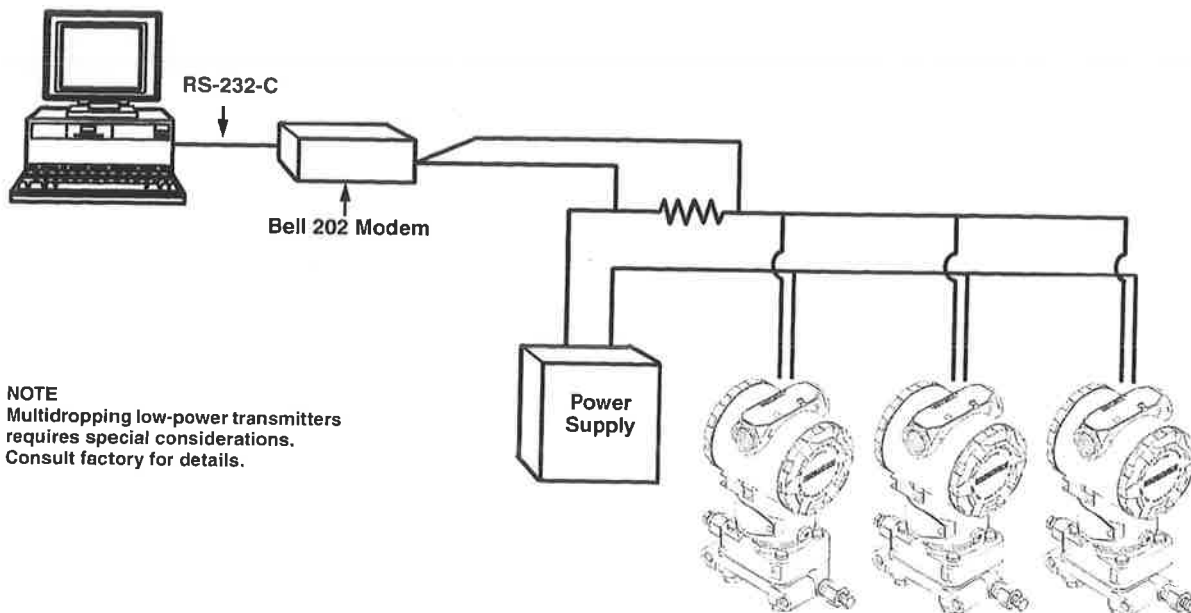 RS-232-C
Bell 202 Modem
Power
Supply
NOTE
Multidropping low-power transmitters
requires special considerations.
Consult factory for details.